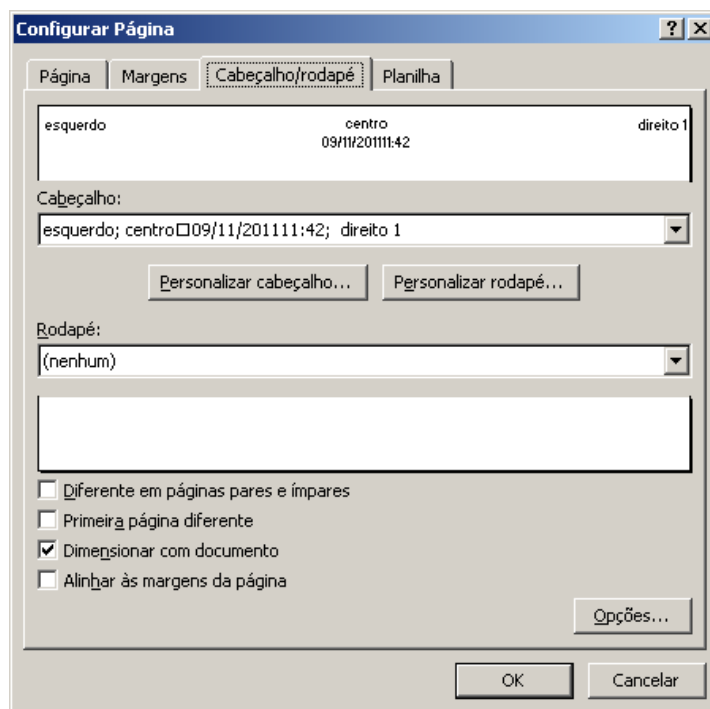 Configurar Página
Página Margens Cabeçalho/rodapé Planilha
esquerdo centro direito 1
09/11/201111:42
Cabeçalho:
esquerdo; centro□09/11/201111:42; direito 1
Personalizar cabeçalho... Personalizar rodapé...
Rodapé:
(nenhum)
Diferente em páginas pares e ímpares
Primeira página diferente
Dimensionar com documento
Alinhar às margens da página
Opções...
OK Cancelar